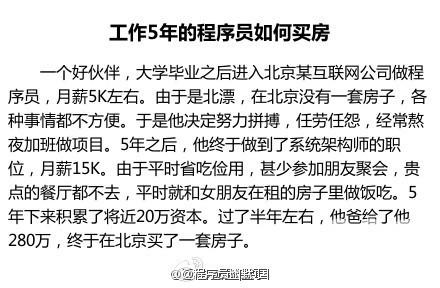 工作5年的程序员如何买房
一个好伙伴，大学毕业之后进入北京某互联网公司做程
序员，月薪5K左右。由于是北漂，在北京没有一套房子，各
种事情都不方便。于是他决定努力拼搏，任劳任怨，经常熬
夜加班做项目。5年之后，他终于做到了系统架构师的职
位，月薪15K。由于平时省吃俭用，甚少参加朋友聚会，贵
点的餐厅都不去，平时就和女朋友在租的房子里做饭吃。5
年下来积累了将近20万资本。过了半年左右，他爸给了他
280万，终于在北京买了一套房子。
@程序员幽默